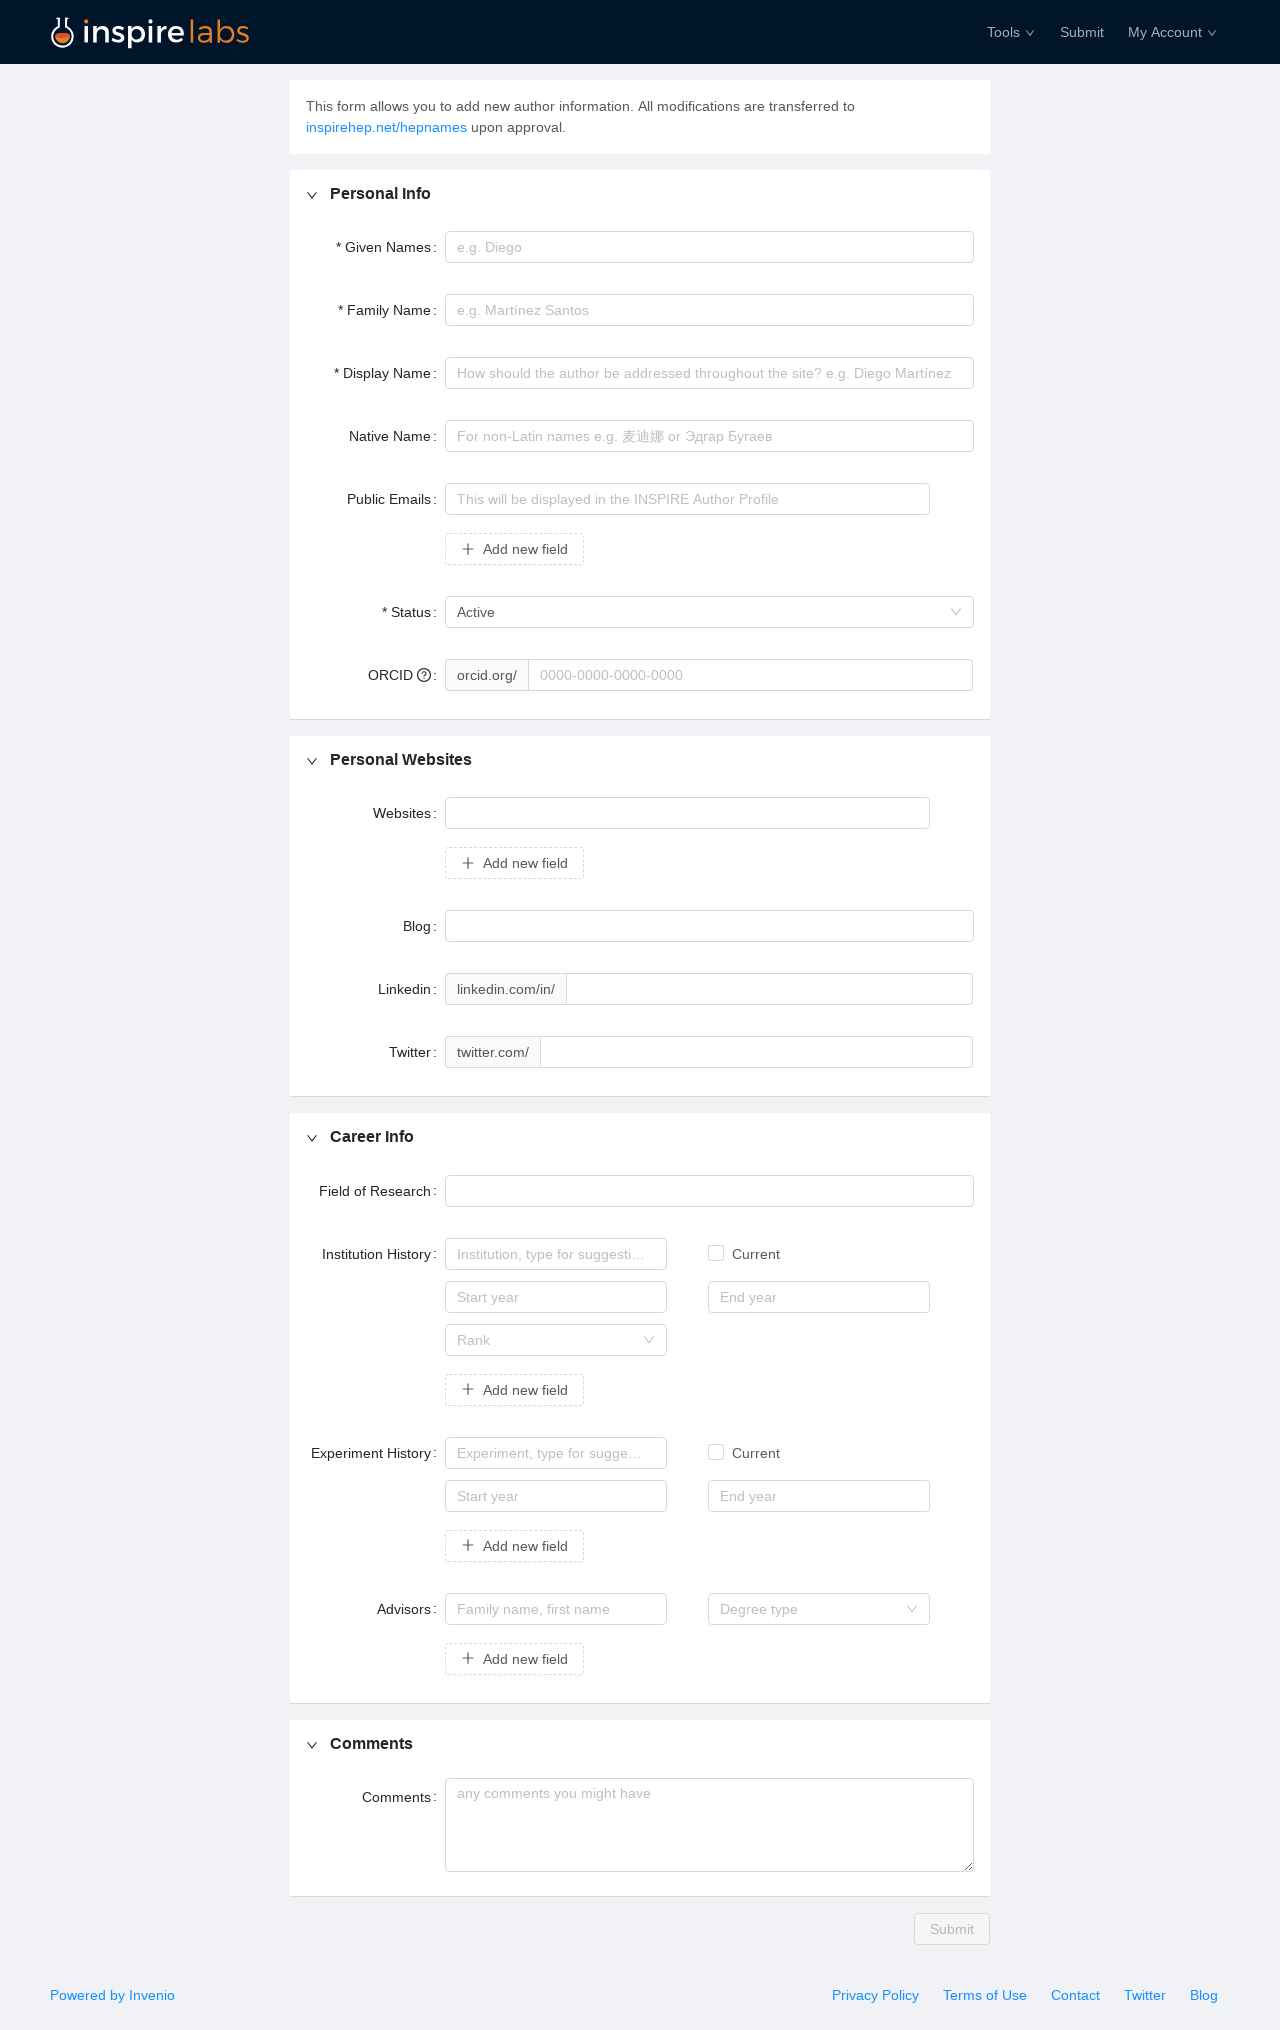 inspire labs
Tools Submit My Account
This form allows you to add new author information. All modifications are transferred to
inspirehep.net/hepnames upon approval.
Personal Info
* Given Names : e.g. Diego
* Family Name : e.g. Martínez Santos
* Display Name : How should the author be addressed throughout the site? e.g. Diego Martínez
Native Name : For non-Latin names e.g. 麦迪娜 or Эдгар Бугаев
Public Emails : This will be displayed in the INSPIRE Author Profile
Add new field
* Status : Active
ORCID : orcid.org/ 0000-0000-0000-0000
Personal Websites
Websites :
Add new field
Blog :
Linkedin : linkedin.com/in/
Twitter : twitter.com/
Career Info
Field of Research :
Institution History : Institution, type for suggesti… Current
Start year End year
Rank
Add new field
Experiment History : Experiment, type for sugge… Current
Start year End year
Add new field
Advisors : Family name, first name Degree type
Add new field
Comments
Comments : any comments you might have
Submit
Powered by Invenio Privacy Policy Terms of Use Contact Twitter Blog